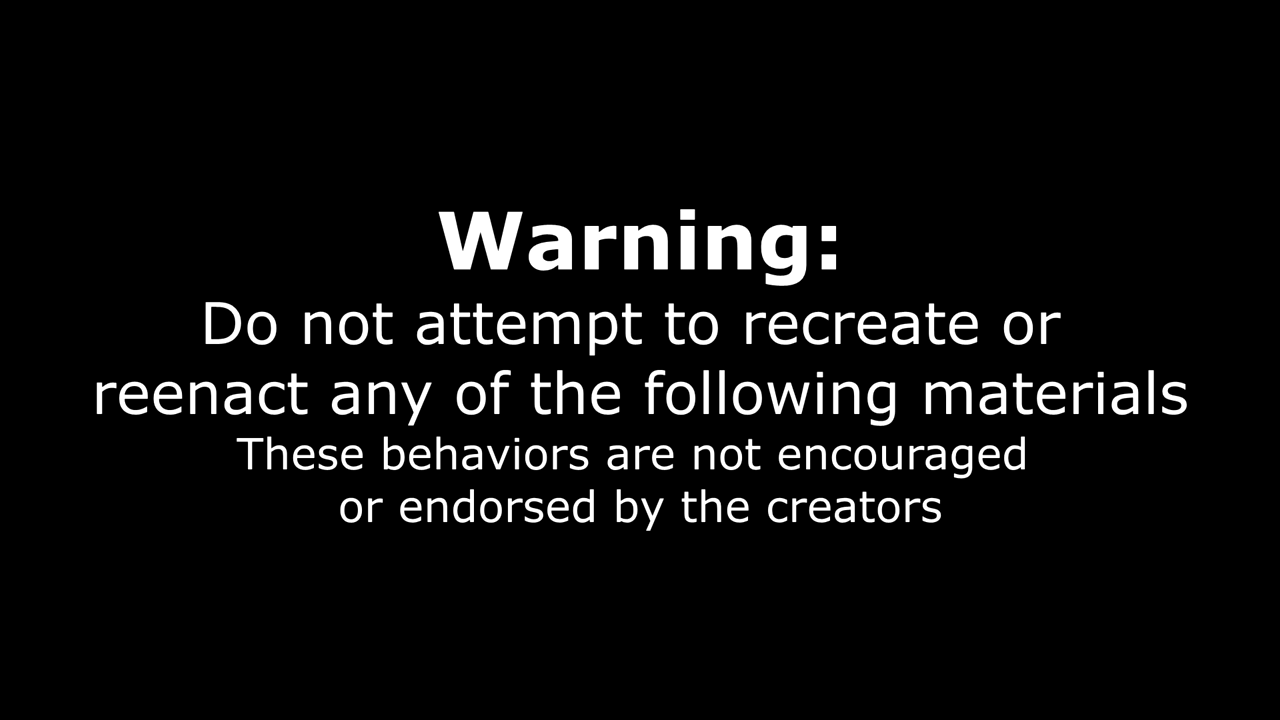 Warning:
Do not attempt to recreate or
reenact any of the following materials
These behaviors are not encouraged
or endorsed by the creators